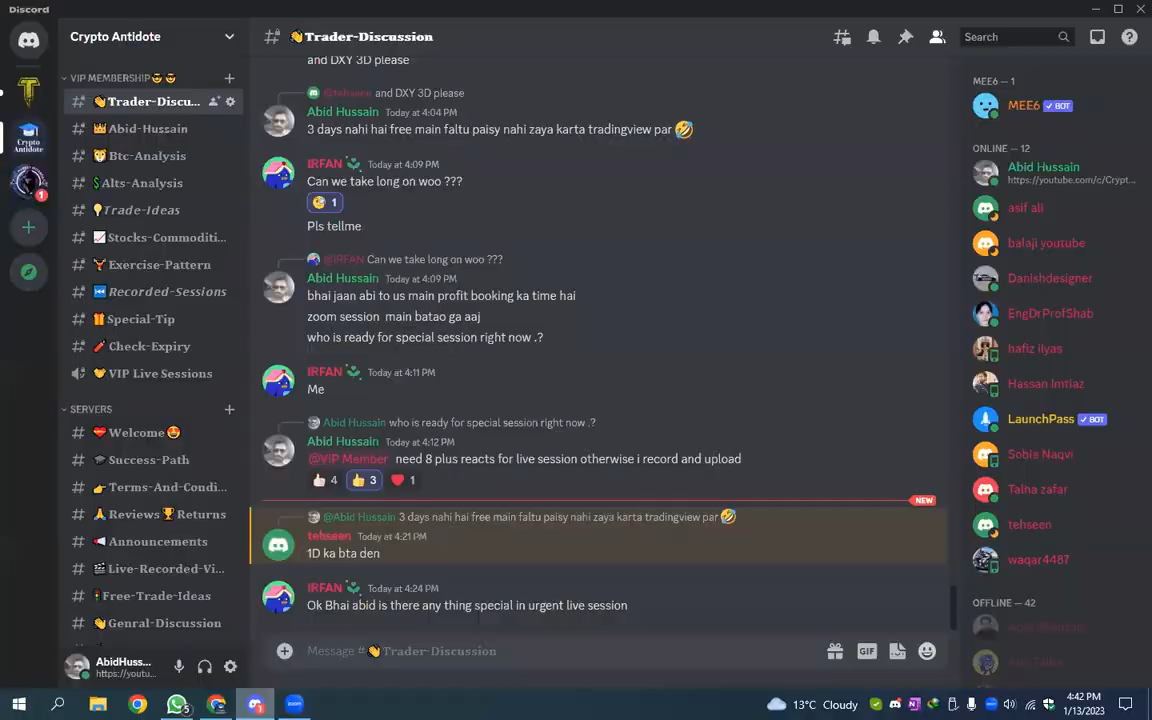 Discord
Crypto Antidote
👋Trader-Discussion
Search
VIP MEMBERSHIP😎😎
👋Trader-Discu...
👑Abid-Hussain
🐯Btc-Analysis
💲Alts-Analysis
💡Trade-Ideas
📈Stocks-Commoditi...
🏋Exercise-Pattern
⏮Recorded-Sessions
🎁Special-Tip
🧨Check-Expiry
VIP Live Sessions
SERVERS
Welcome🤩
🎓Success-Path
👉Terms-And-Condi...
🙏Reviews🏆Returns
📢Announcements
🎬Live-Recorded-Vi...
🚦Free-Trade-Ideas
👋Genral-Discussion
AbidHuss...
https://youtu...
Crypto
Antidote
1
and DXY 3D please
@tehseen and DXY 3D please
Abid Hussain Today at 4:04 PM
3 days nahi hai free main faltu paisy nahi zaya karta tradingview par 🤣
IRFAN Today at 4:09 PM
Can we take long on woo ???
1
Pls tellme
@IRFAN Can we take long on woo ???
Abid Hussain Today at 4:09 PM
bhai jaan abi to us main profit booking ka time hai
zoom session main batao ga aaj
who is ready for special session right now .?
IRFAN Today at 4:11 PM
Me
Abid Hussain who is ready for special session right now .?
Abid Hussain Today at 4:12 PM
@VIP Member need 8 plus reacts for live session otherwise i record and upload
👍🏻 4 👍 3 ❤ 1
NEW
@Abid Hussain 3 days nahi hai free main faltu paisy nahi zaya karta tradingview par 🤣
tehseen Today at 4:21 PM
1D ka bta den
IRFAN Today at 4:24 PM
Ok Bhai abid is there any thing special in urgent live session
Message #👋Trader-Discussion
GIF
MEE6 — 1
MEE6 ✓ BOT
ONLINE — 12
Abid Hussain
https://youtube.com/c/Crypt...
asif ali
balaji youtube
Danishdesigner
EngDrProfShab
hafiz ilyas
Hassan Imtiaz
LaunchPass ✓ BOT
Sobia Naqvi
Talha zafar
tehseen
waqar4487
OFFLINE — 42
5
1
zoom
13°C Cloudy
4:42 PM
1/13/2023